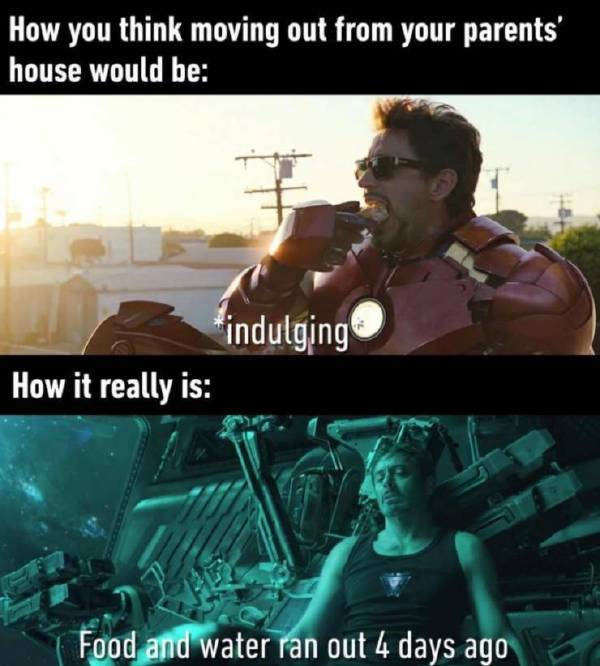 How you think moving out from your parents'
house would be:
*indulging
How it really is:
Food and water ran out 4 days ago